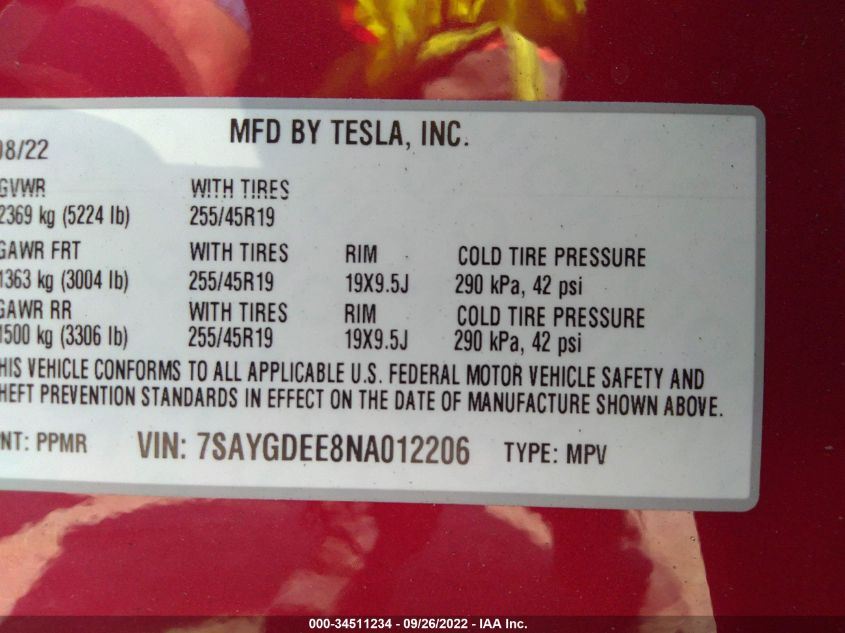 MFD BY TESLA, INC.
08/22
GVWR WITH TIRES
2369 kg (5224 lb) 255/45R19
GAWR FRT WITH TIRES RIM COLD TIRE PRESSURE
1363 kg (3004 lb) 255/45R19 19X9.5J 290 kPa, 42 psi
GAWR RR WITH TIRES RIM COLD TIRE PRESSURE
1500 kg (3306 lb) 255/45R19 19X9.5J 290 kPa, 42 psi
HIS VEHICLE CONFORMS TO ALL APPLICABLE U.S. FEDERAL MOTOR VEHICLE SAFETY AND
HEFT PREVENTION STANDARDS IN EFFECT ON THE DATE OF MANUFACTURE SHOWN ABOVE.
PNT: PPMR VIN: 7SAYGDEE8NA012206 TYPE: MPV
000-34511234 - 09/26/2022 - IAA Inc.